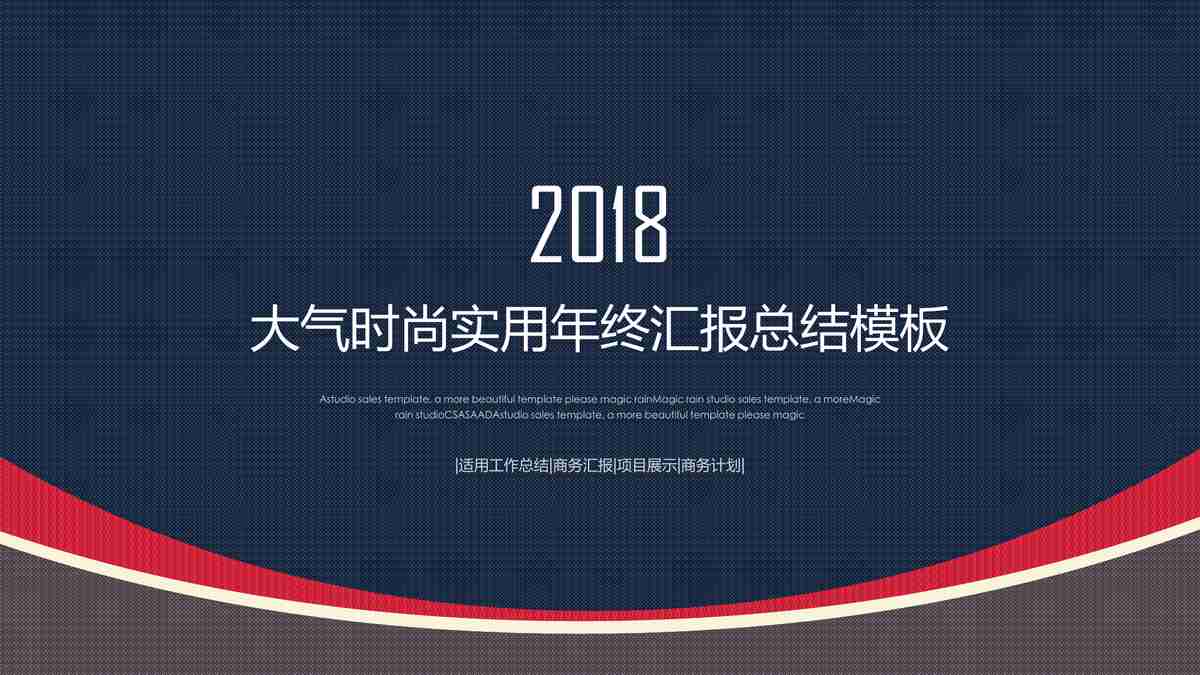 2018
大气时尚实用年终汇报总结模板
Astudio sales template, a more beautiful template please magic rainMagic rain studio sales template, a moreMagic
rain studioCSASAADAstudio sales template, a more beautiful template please magic.
|适用工作总结|商务汇报|项目展示|商务计划|